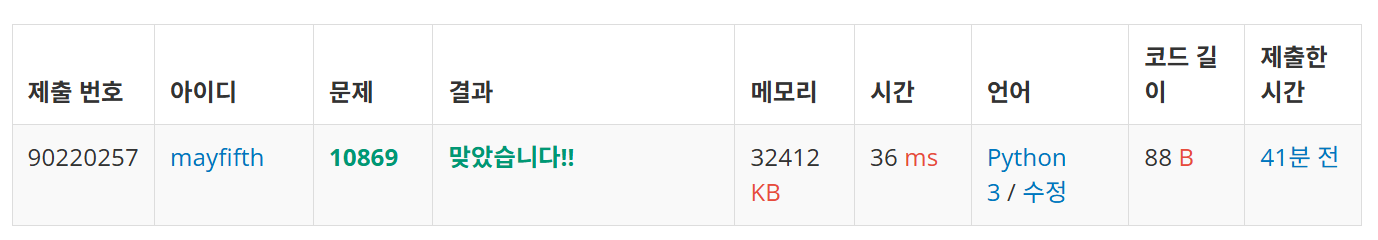 제출 번호 아이디 문제 결과 메모리 시간 언어 코드 길이 제출한 시간
90220257 mayfifth 10869 맞았습니다!! 32412 KB 36 ms Python 3 / 수정 88 B 41분 전